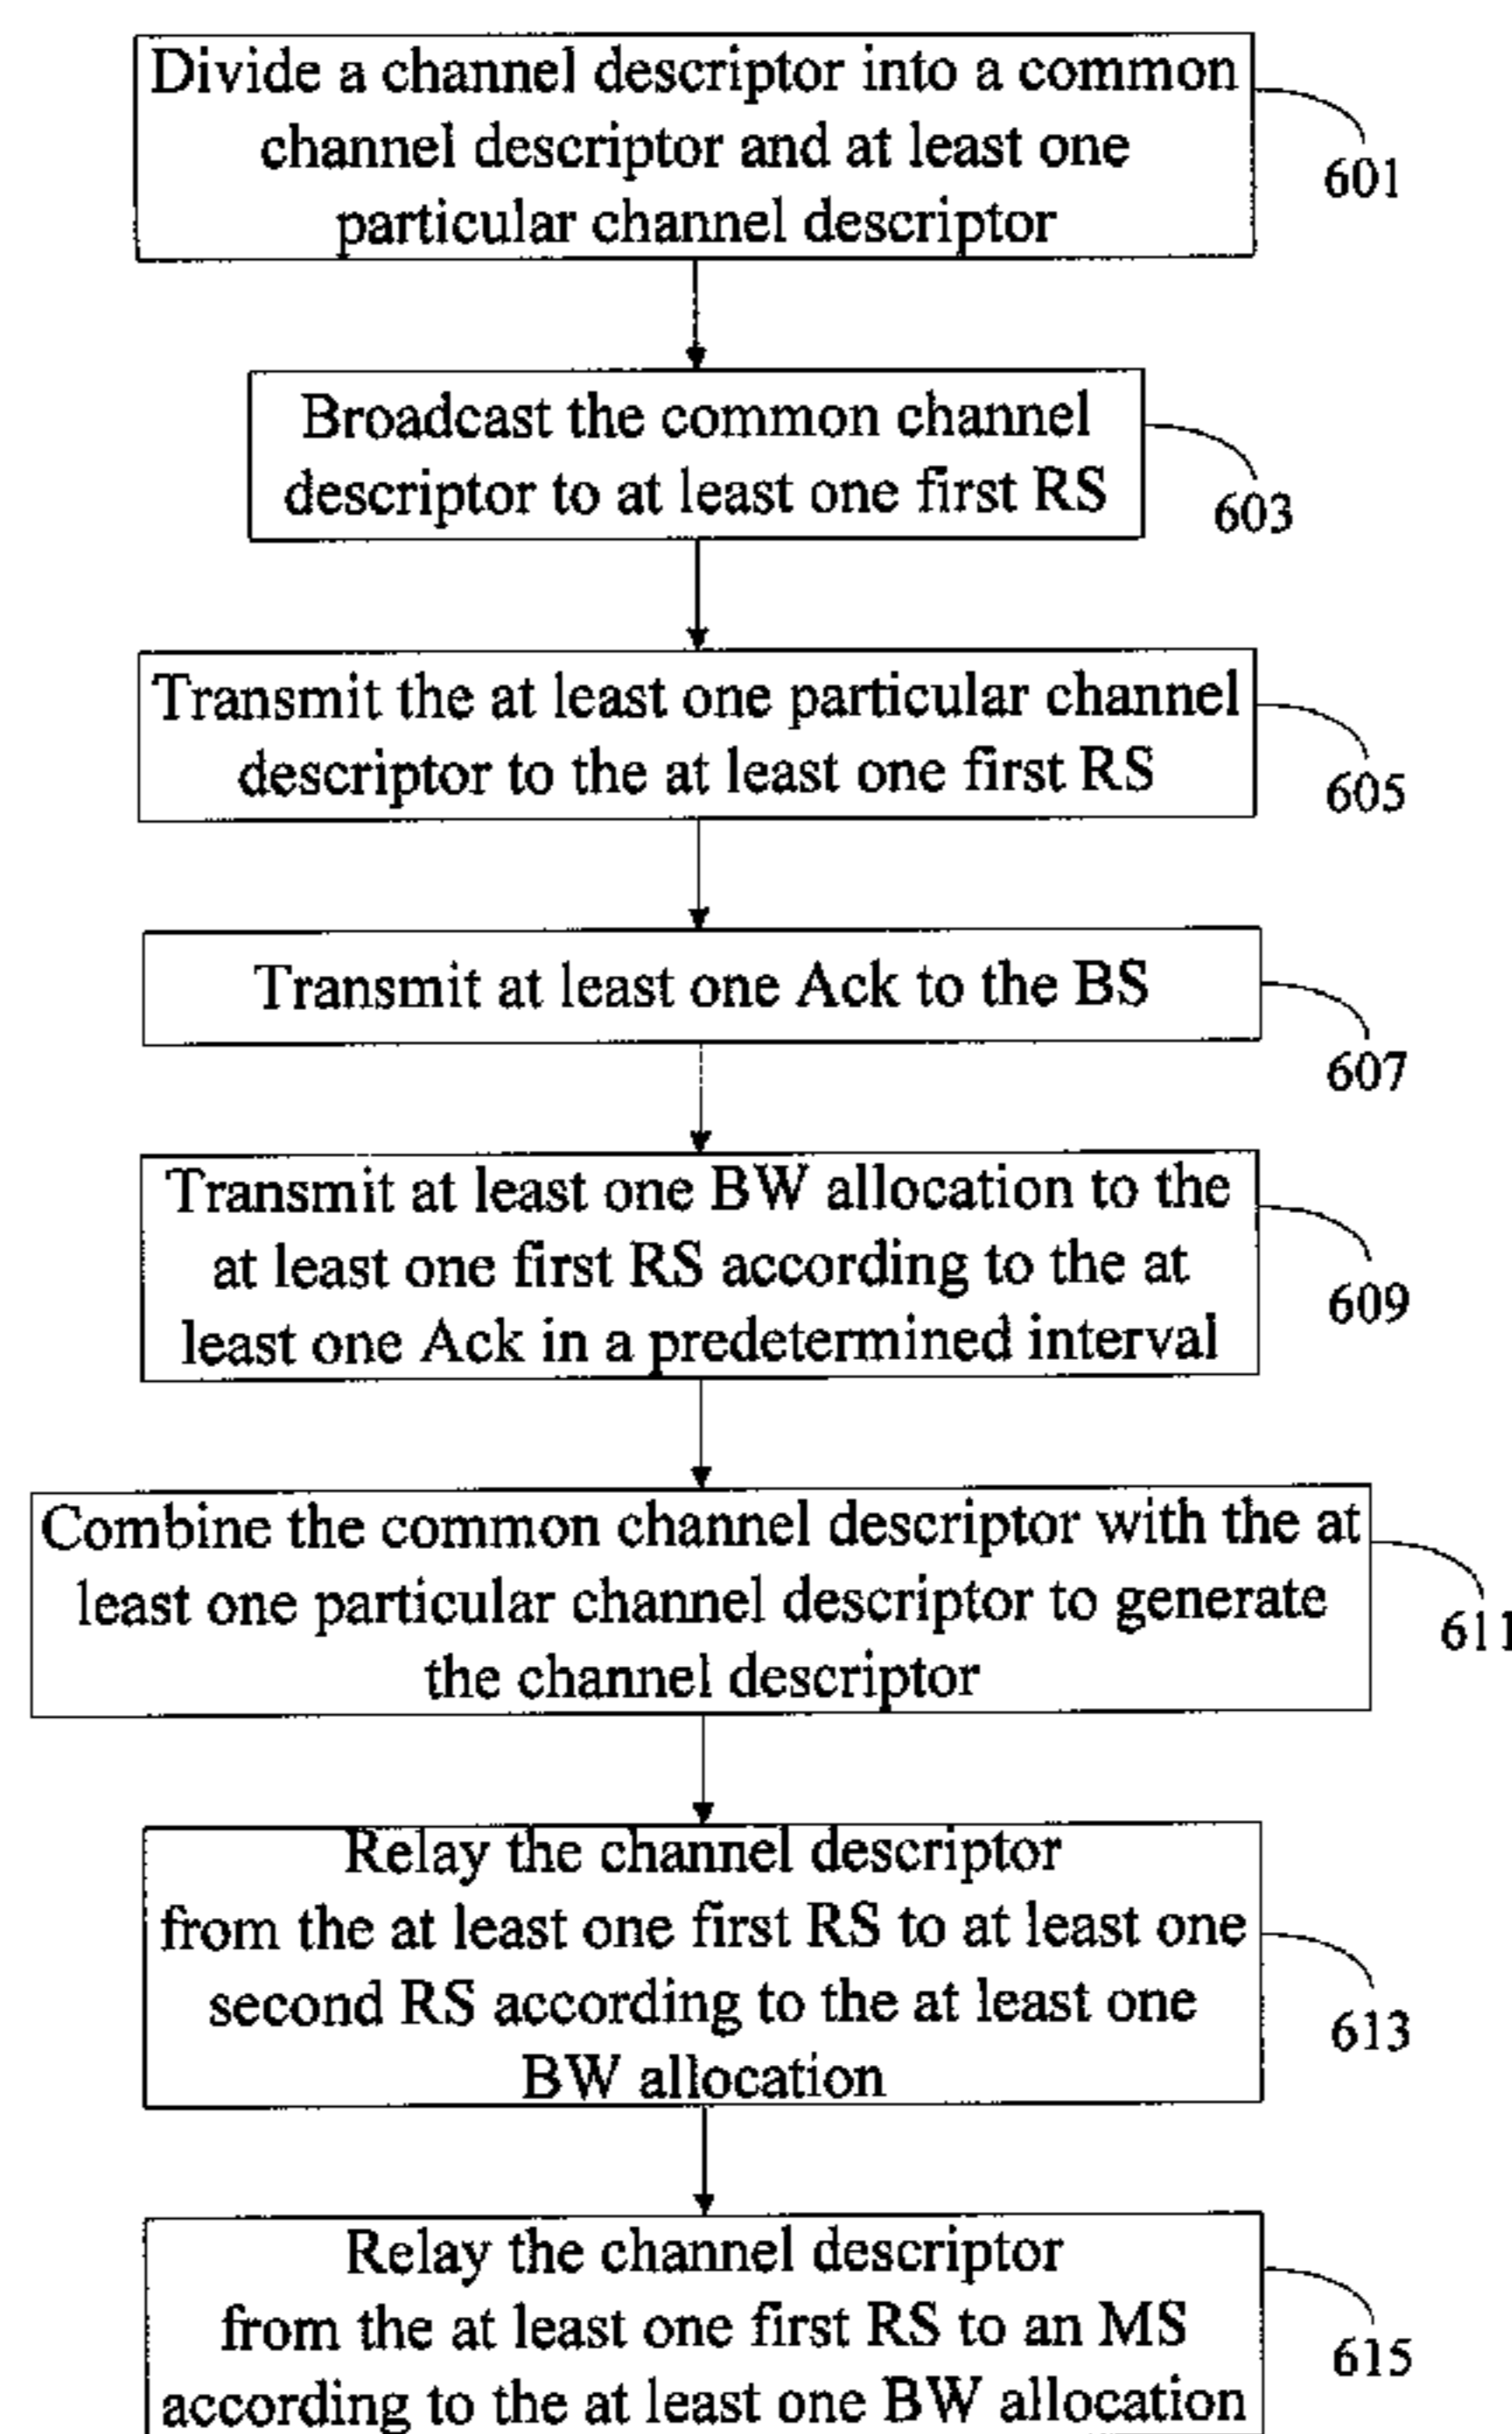 Divide a channel descriptor into a common
channel descriptor and at least one
particular channel descriptor
601
Broadcast the common channel
descriptor to at least one first RS
603
Transmit the at least one particular channel
descriptor to the at least one first RS
605
Transmit at least one Ack to the BS
607
Transmit at least one BW allocation to the
at least one first RS according to the at
least one Ack in a predetermined interval
609
Combine the common channel descriptor with the at
least one particular channel descriptor to generate
the channel descriptor
611
Relay the channel descriptor
from the at least one first RS to at least one
second RS according to the at least one
BW allocation
613
Relay the channel descriptor
from the at least one first RS to an MS
according to the at least one BW allocation
615